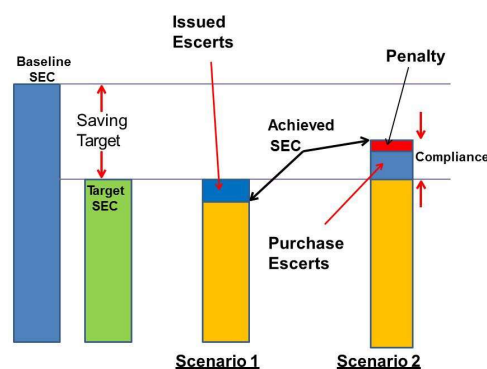 Issued
Escerts
Baseline
SEC
Penalty
Saving
Target
Achieved
SEC
Compliance
Target
SEC
Purchase
Escerts
Scenario 1
Scenario 2